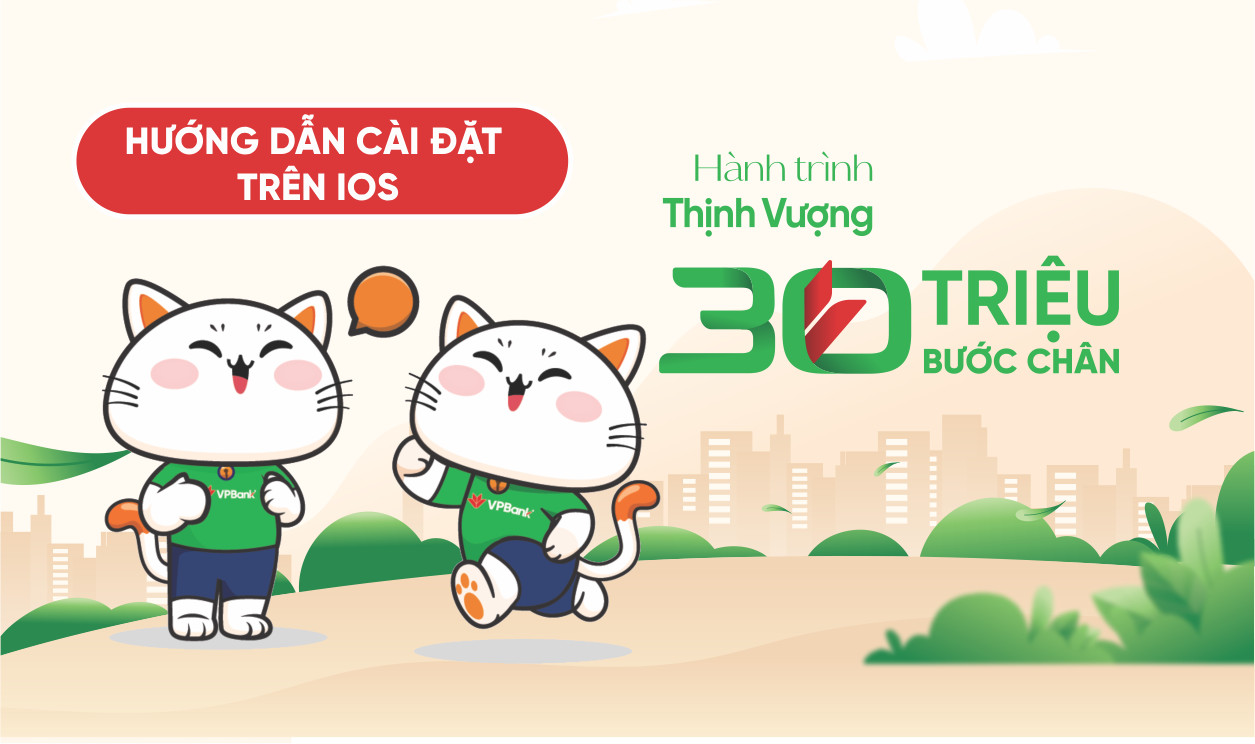 HƯỚNG DẪN CÀI ĐẶT
TRÊN IOS
Hành trình
Thịnh Vượng
30 TRIỆU
BƯỚC CHÂN
VPBank
VPBank